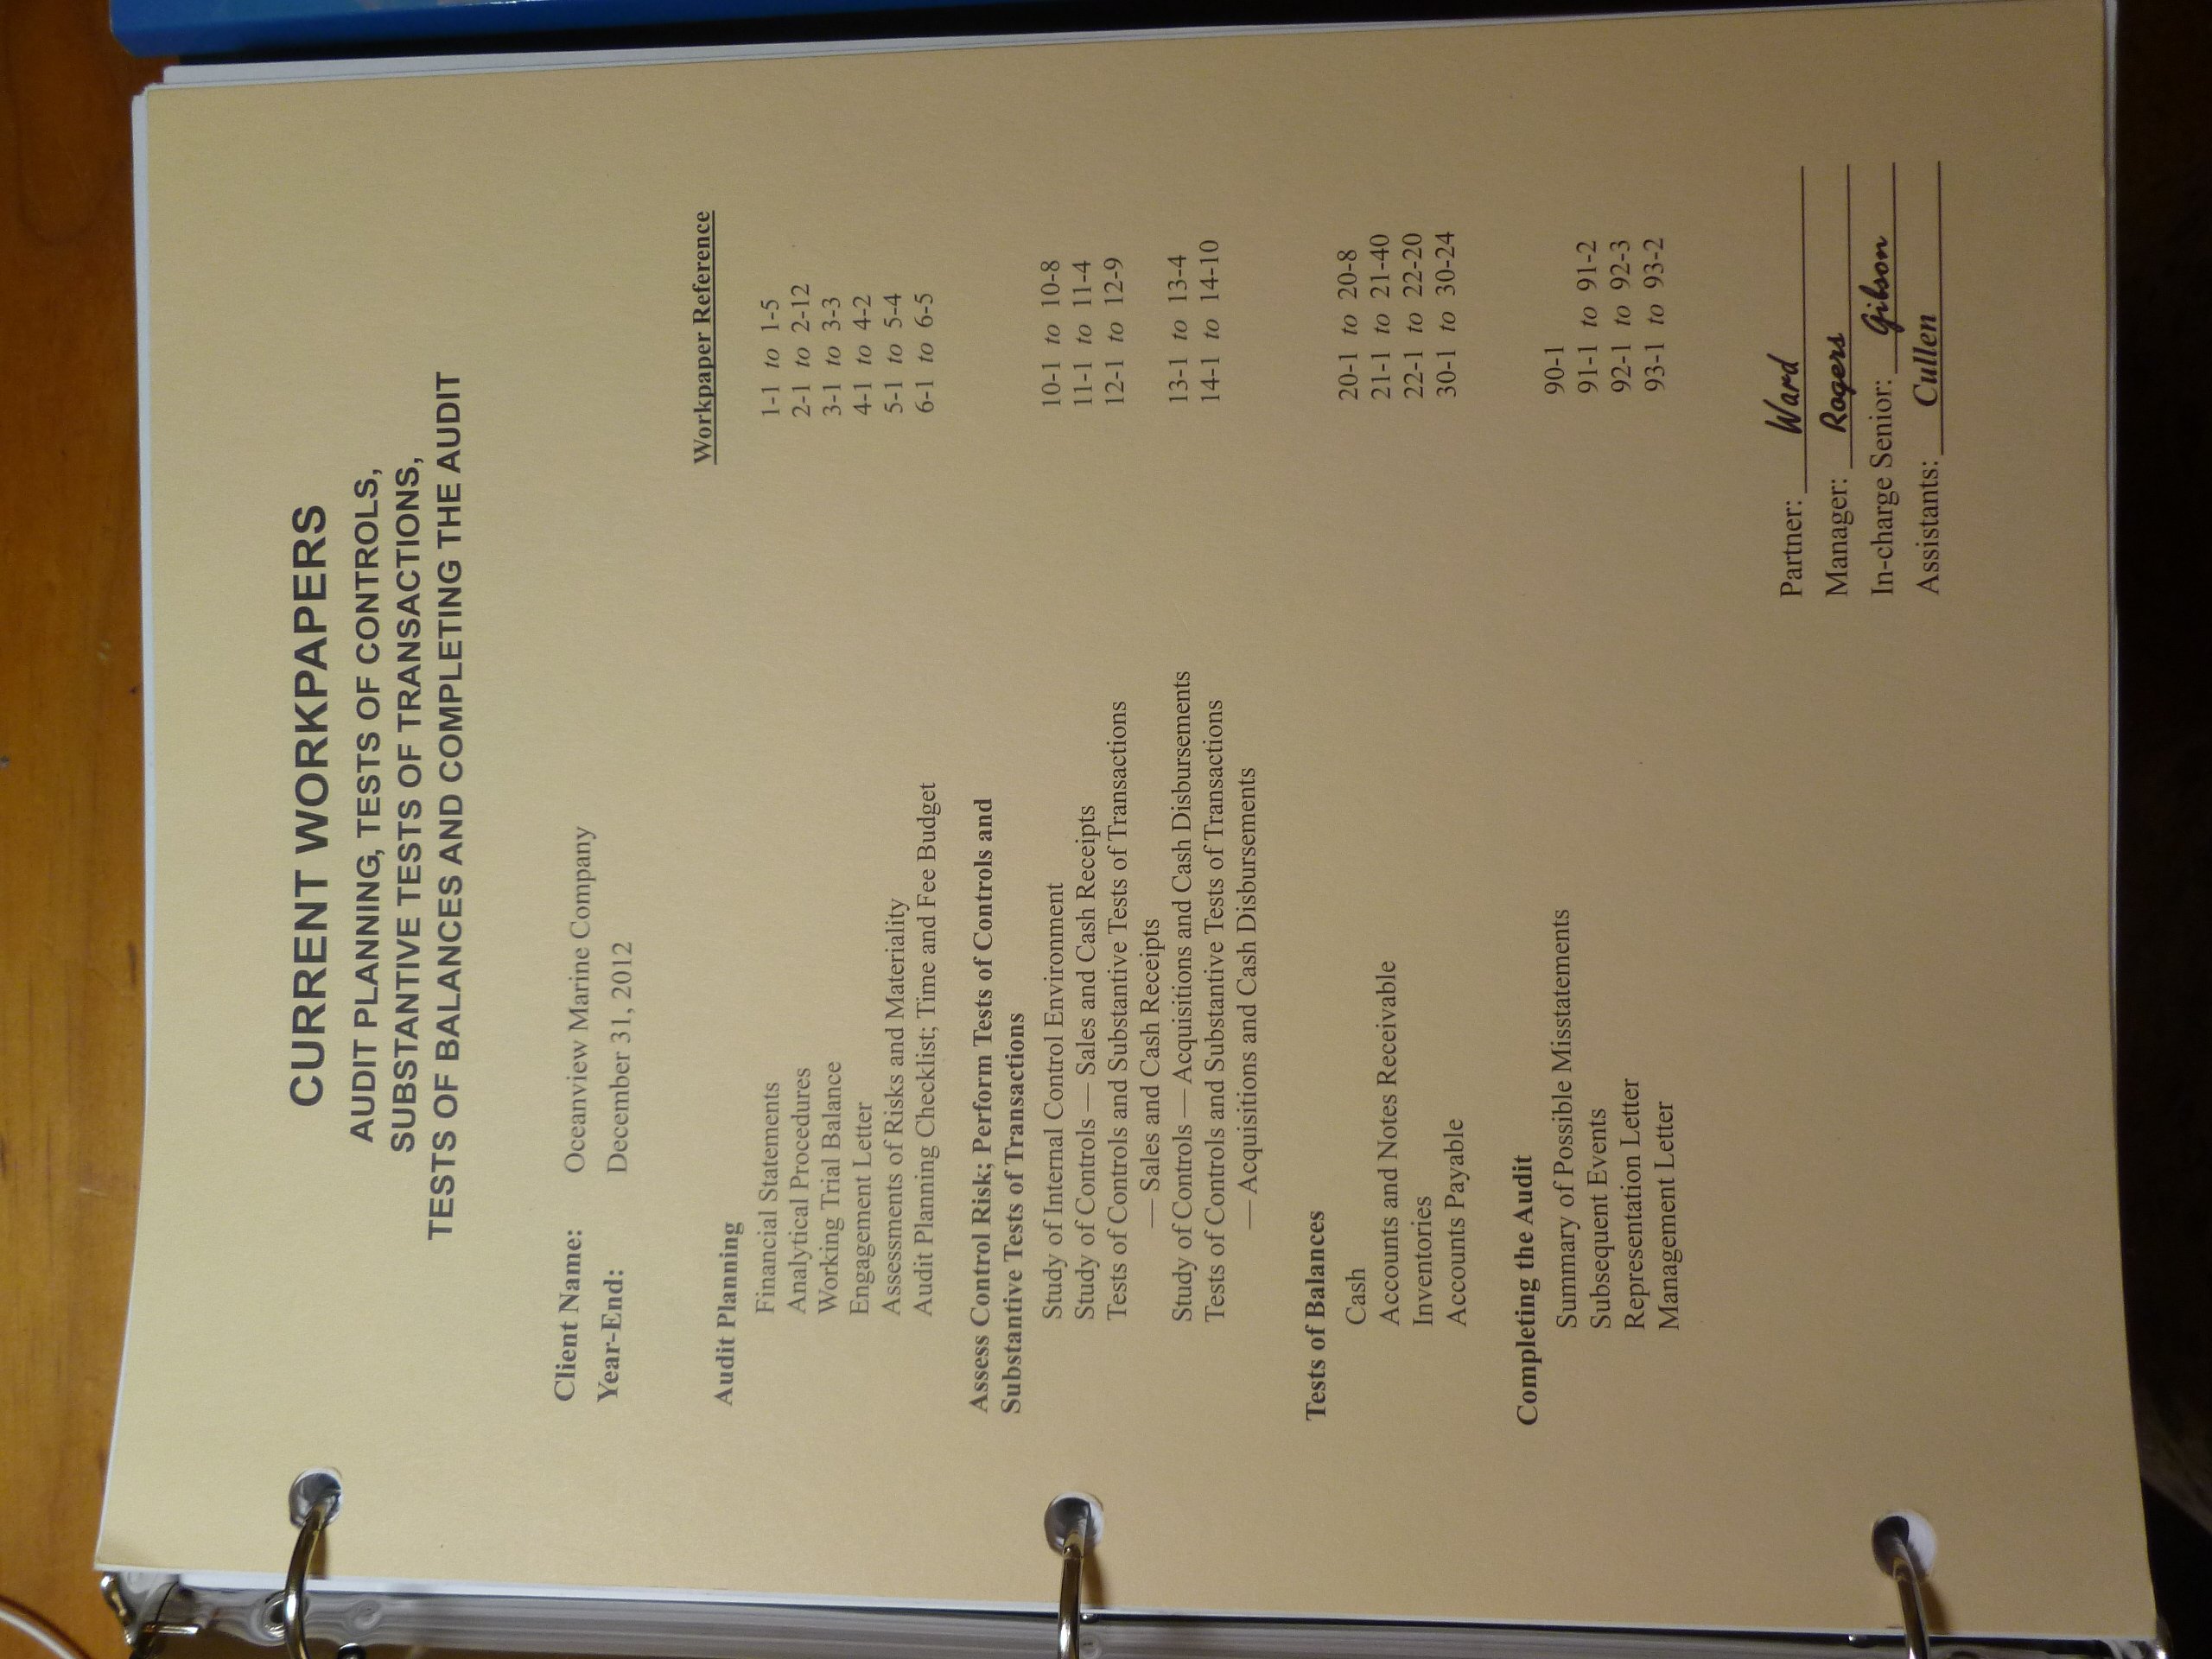 CURRENT WORKPAPERS
AUDIT PLANNING, TESTS OF CONTROLS,
SUBSTANTIVE TESTS OF TRANSACTIONS,
TESTS OF BALANCES AND COMPLETING THE AUDIT
Client Name: Oceanview Marine Company
Year-End: December 31, 2012
Workpaper Reference
Audit Planning
Financial Statements 1-1 to 1-5
Analytical Procedures 2-1 to 2-12
Working Trial Balance 3-1 to 3-3
Engagement Letter 4-1 to 4-2
Assessments of Risks and Materiality 5-1 to 5-4
Audit Planning Checklist; Time and Fee Budget 6-1 to 6-5
Assess Control Risk; Perform Tests of Controls and
Substantive Tests of Transactions
Study of Internal Control Environment 10-1 to 10-8
Study of Controls — Sales and Cash Receipts 11-1 to 11-4
Tests of Controls and Substantive Tests of Transactions 12-1 to 12-9
— Sales and Cash Receipts
Study of Controls — Acquisitions and Cash Disbursements 13-1 to 13-4
Tests of Controls and Substantive Tests of Transactions 14-1 to 14-10
— Acquisitions and Cash Disbursements
Tests of Balances
Cash 20-1 to 20-8
Accounts and Notes Receivable 21-1 to 21-40
Inventories 22-1 to 22-20
Accounts Payable 30-1 to 30-24
Completing the Audit
Summary of Possible Misstatements 90-1
Subsequent Events 91-1 to 91-2
Representation Letter 92-1 to 92-3
Management Letter 93-1 to 93-2
Partner: Ward
Manager: Rogers
In-charge Senior: Gibson
Assistants: Cullen